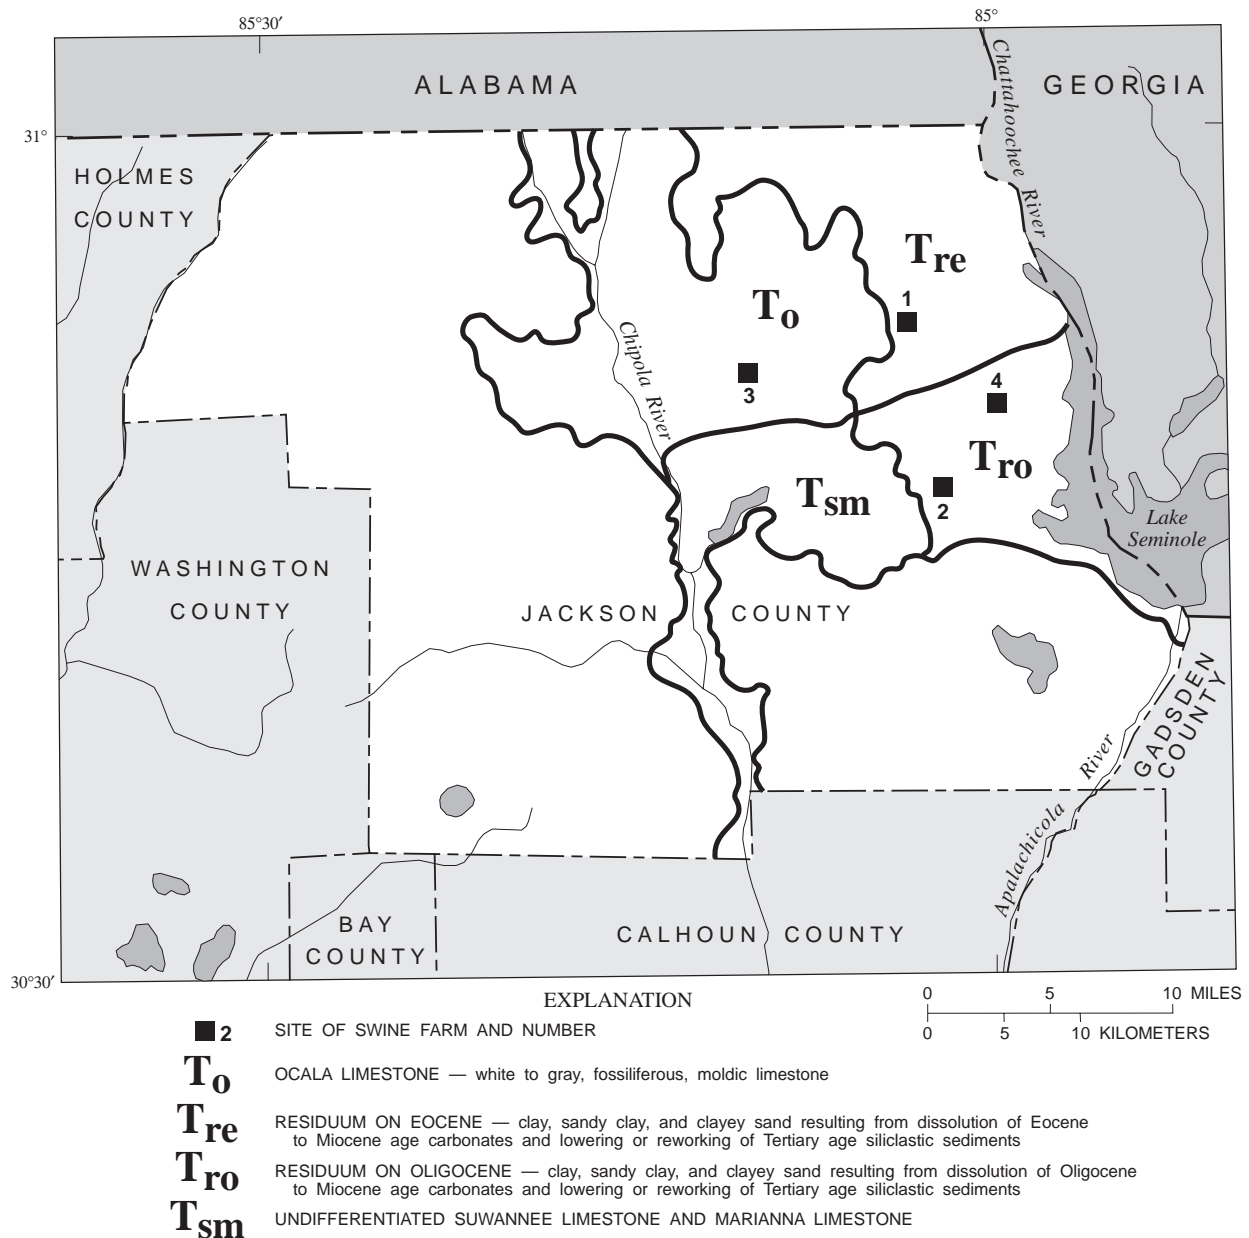 85°30′ 85°
ALABAMA
GEORGIA
31°
Chattahoochee River
HOLMES
COUNTY
Tre
1
To
Chipola River
3
4
Tro
Tsm
2
Lake
Seminole
WASHINGTON
COUNTY
JACKSON COUNTY
GADSDEN
COUNTY
Apalachicola River
BAY
COUNTY
CALHOUN COUNTY
30°30′
EXPLANATION
0 5 10 MILES
0 5 10 KILOMETERS
2 SITE OF SWINE FARM AND NUMBER
To OCALA LIMESTONE — white to gray, fossiliferous, moldic limestone
Tre RESIDUUM ON EOCENE — clay, sandy clay, and clayey sand resulting from dissolution of Eocene
to Miocene age carbonates and lowering or reworking of Tertiary age siliclastic sediments
Tro RESIDUUM ON OLIGOCENE — clay, sandy clay, and clayey sand resulting from dissolution of Oligocene
to Miocene age carbonates and lowering or reworking of Tertiary age siliclastic sediments
Tsm UNDIFFERENTIATED SUWANNEE LIMESTONE AND MARIANNA LIMESTONE